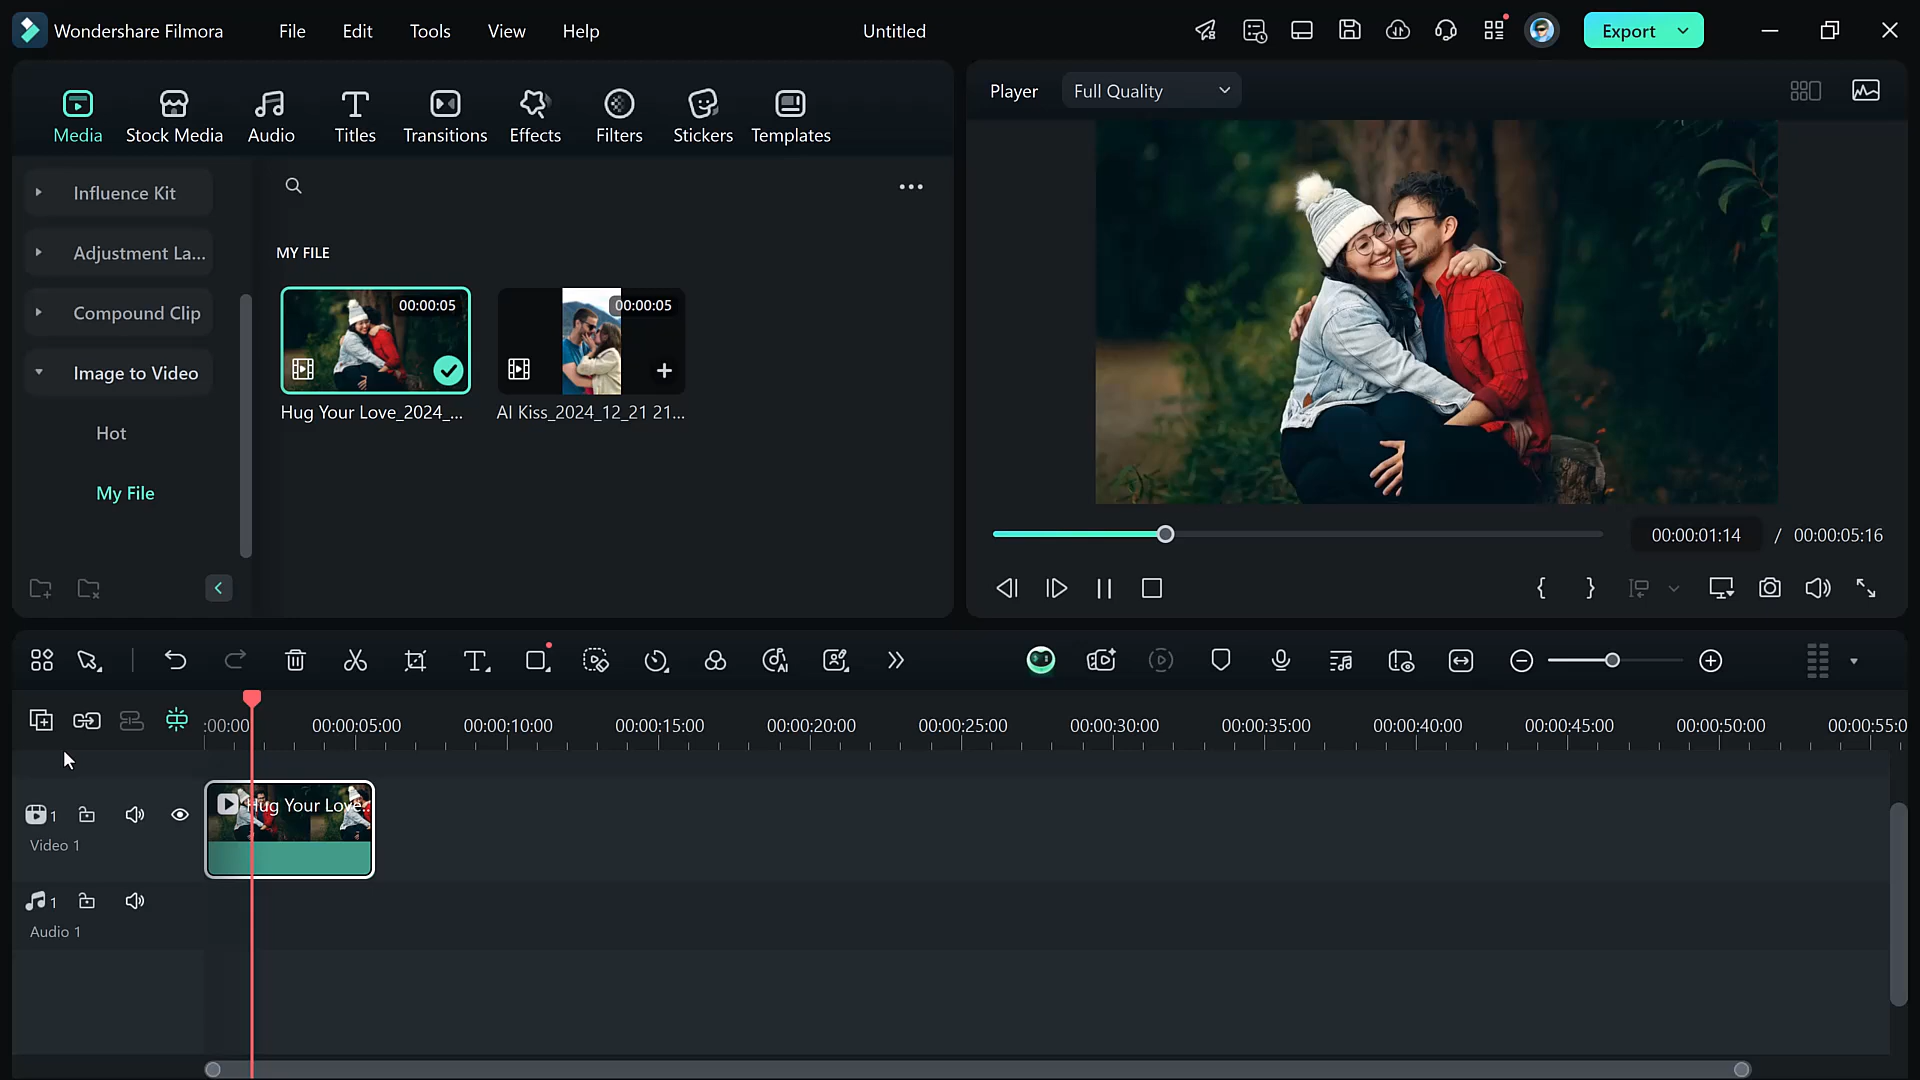 Wondershare Filmora
File
Edit
Tools
View
Help
Untitled
Export
Media
Stock Media
Audio
Titles
Transitions
Effects
Filters
Stickers
Templates
Player
Full Quality
Influence Kit
Adjustment La...
Compound Clip
Image to Video
Hot
My File
MY FILE
00:00:05
00:00:05
Hug Your Love_2024_...
AI Kiss_2024_12_21 21...
00:00:01:14 / 00:00:05:16
:00:00
00:00:05:00
00:00:10:00
00:00:15:00
00:00:20:00
00:00:25:00
00:00:30:00
00:00:35:00
00:00:40:00
00:00:45:00
00:00:50:00
00:00:55:0
1
Video 1
Hug Your Love...
1
Audio 1